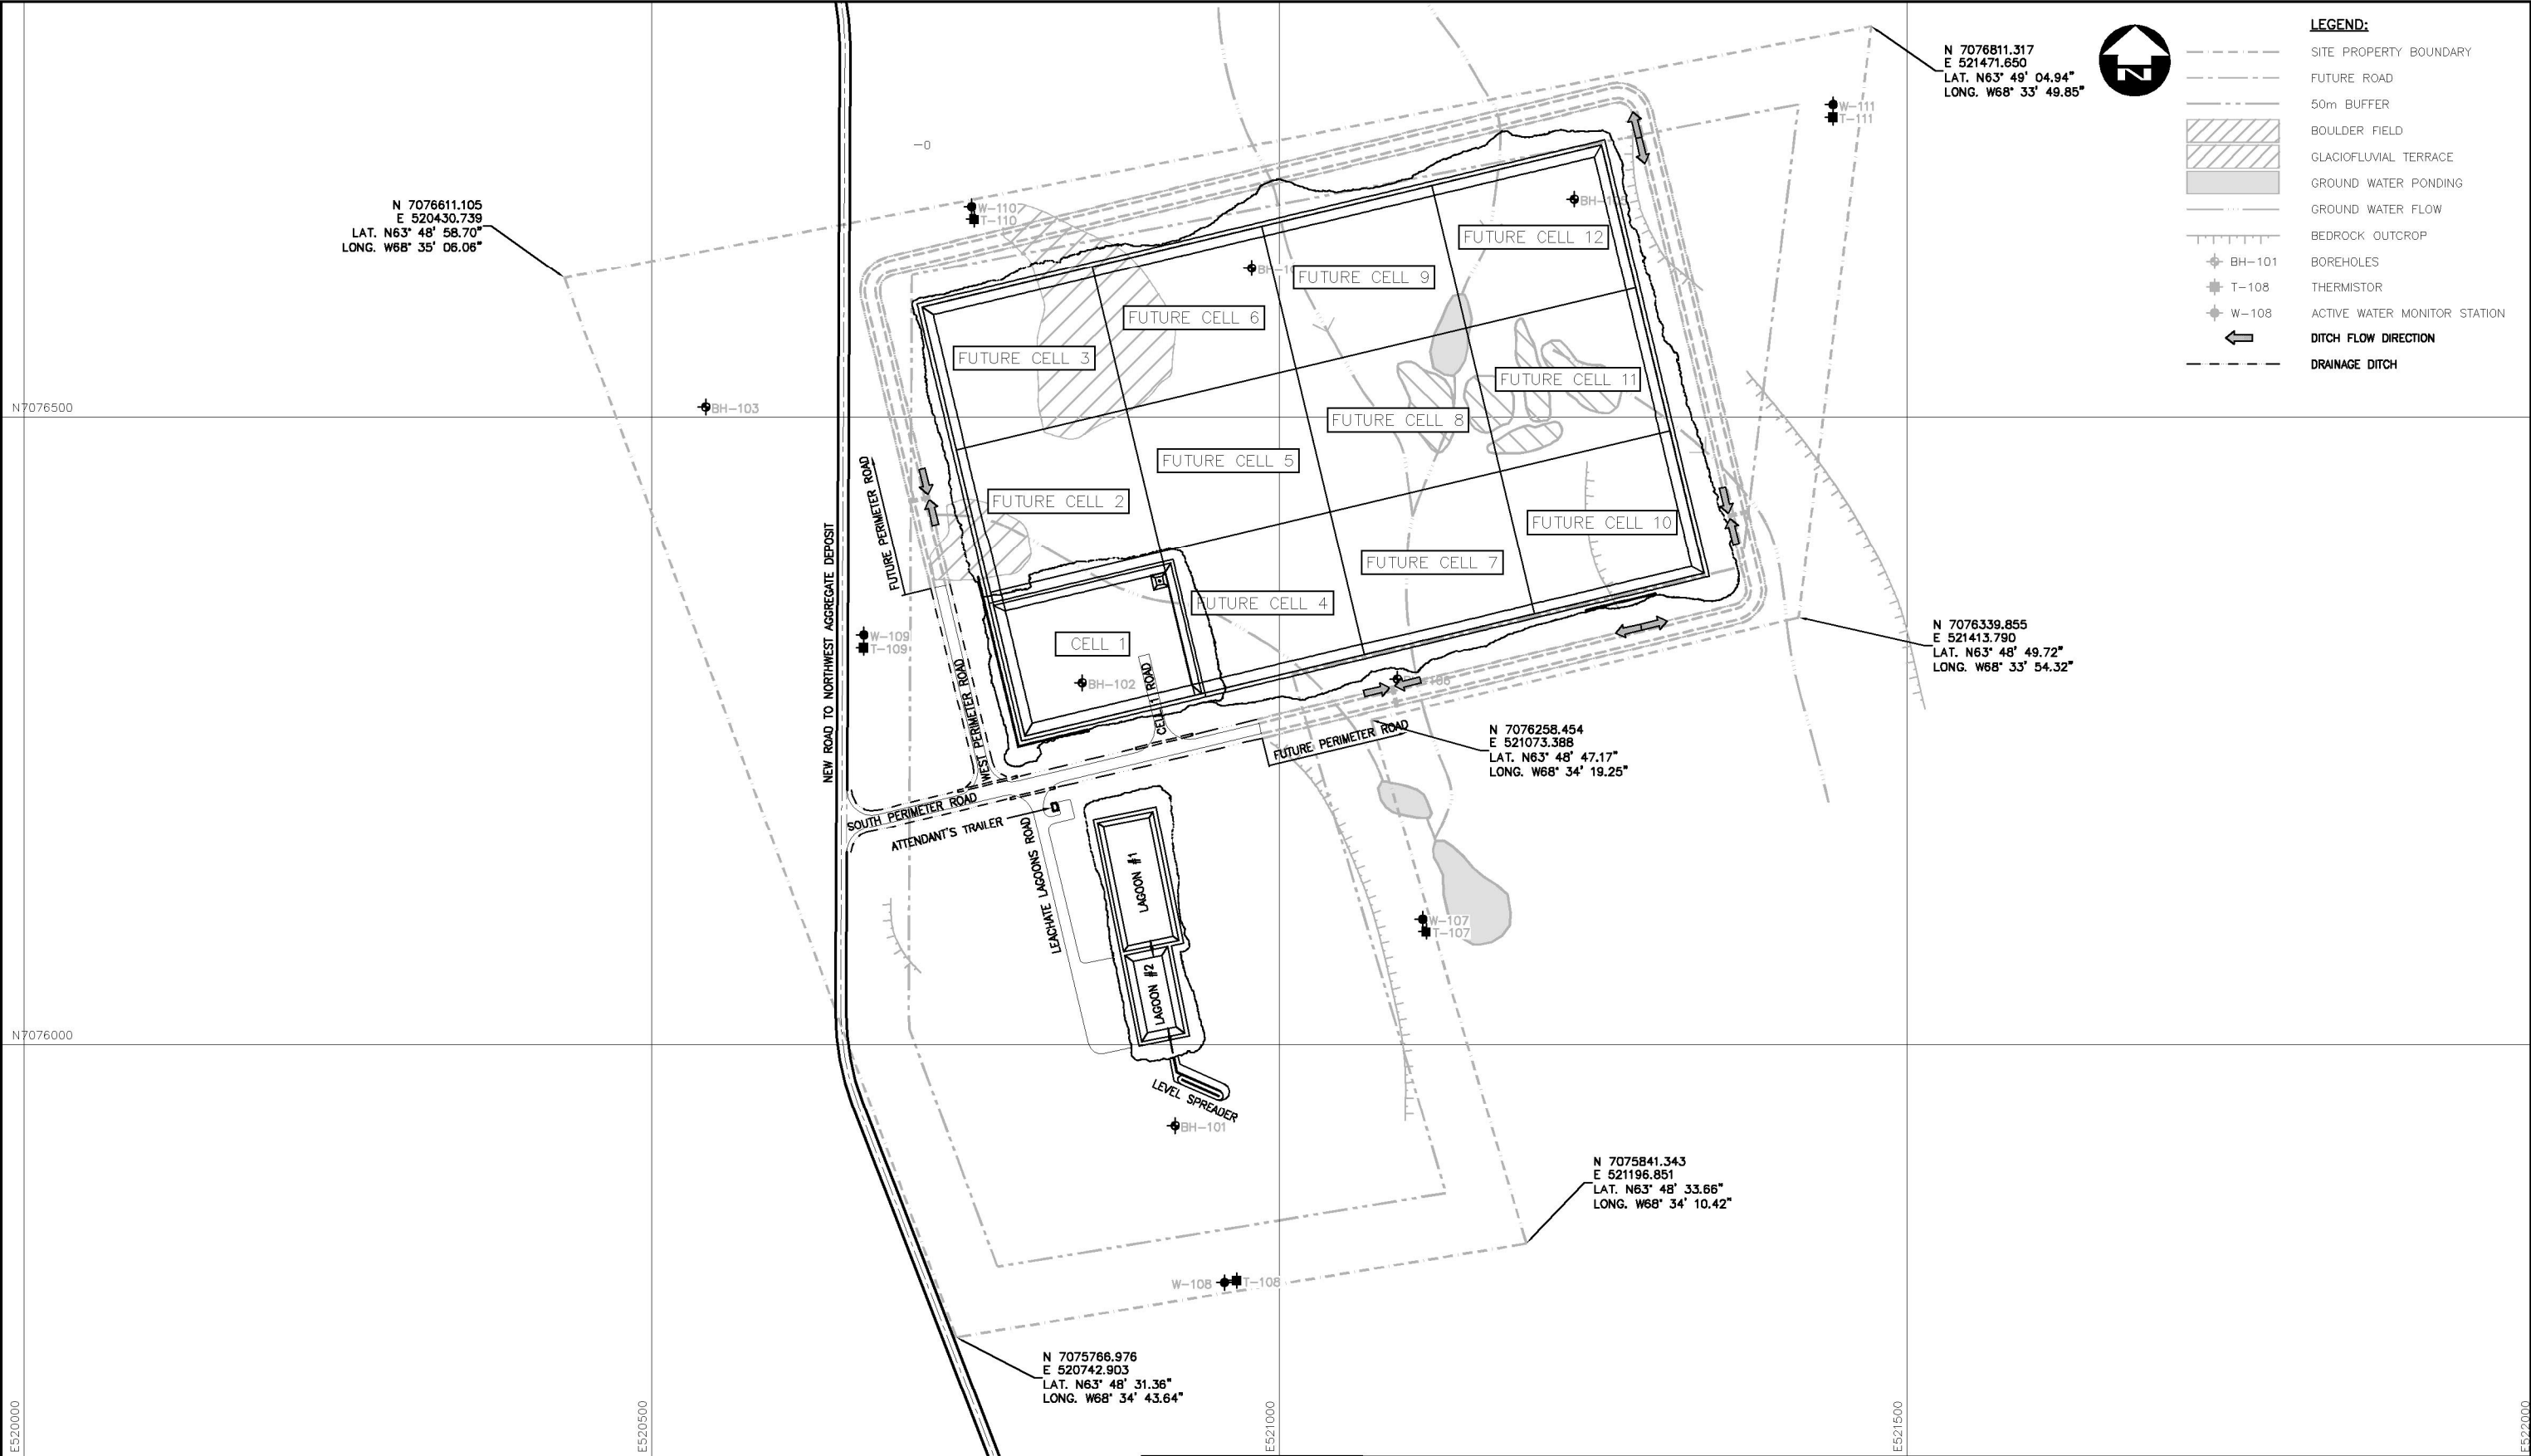 LEGEND:
SITE PROPERTY BOUNDARY
FUTURE ROAD
50m BUFFER
BOULDER FIELD
GLACIOFLUVIAL TERRACE
GROUND WATER PONDING
GROUND WATER FLOW
BEDROCK OUTCROP
BH-101 BOREHOLES
T-108 THERMISTOR
W-108 ACTIVE WATER MONITOR STATION
DITCH FLOW DIRECTION
DRAINAGE DITCH
N
N 7076811.317
E 521471.650
LAT. N63° 49' 04.94"
LONG. W68° 33' 49.85"
W-111
T-111
-0
N 7076611.105
E 520430.739
LAT. N63° 48' 58.70"
LONG. W68° 35' 06.06"
W-110
T-110
FUTURE CELL 12
FUTURE CELL 9
FUTURE CELL 6
FUTURE CELL 3
FUTURE CELL 11
FUTURE CELL 8
FUTURE CELL 5
FUTURE CELL 2
FUTURE CELL 10
FUTURE CELL 7
FUTURE CELL 4
CELL 1
N7076500
BH-103
FUTURE PERIMETER ROAD
NEW ROAD TO NORTHWEST AGGREGATE DEPOSIT
W-109
T-109
WEST PERIMETER ROAD
BH-102
CELL 1 ROAD
N 7076339.855
E 521413.790
LAT. N63° 48' 49.72"
LONG. W68° 33' 54.32"
FUTURE PERIMETER ROAD
N 7076258.454
E 521073.388
LAT. N63° 48' 47.17"
LONG. W68° 34' 19.25"
SOUTH PERIMETER ROAD
ATTENDANT'S TRAILER
LEACHATE LAGOONS ROAD
LAGOON #1
LAGOON #2
W-107
T-107
N7076000
LEVEL SPREADER
BH-101
N 7075841.343
E 521196.851
LAT. N63° 48' 33.66"
LONG. W68° 34' 10.42"
W-108
T-108
N 7075766.976
E 520742.903
LAT. N63° 48' 31.36"
LONG. W68° 34' 43.64"
E520000
E520500
E521000
E521500
E522000